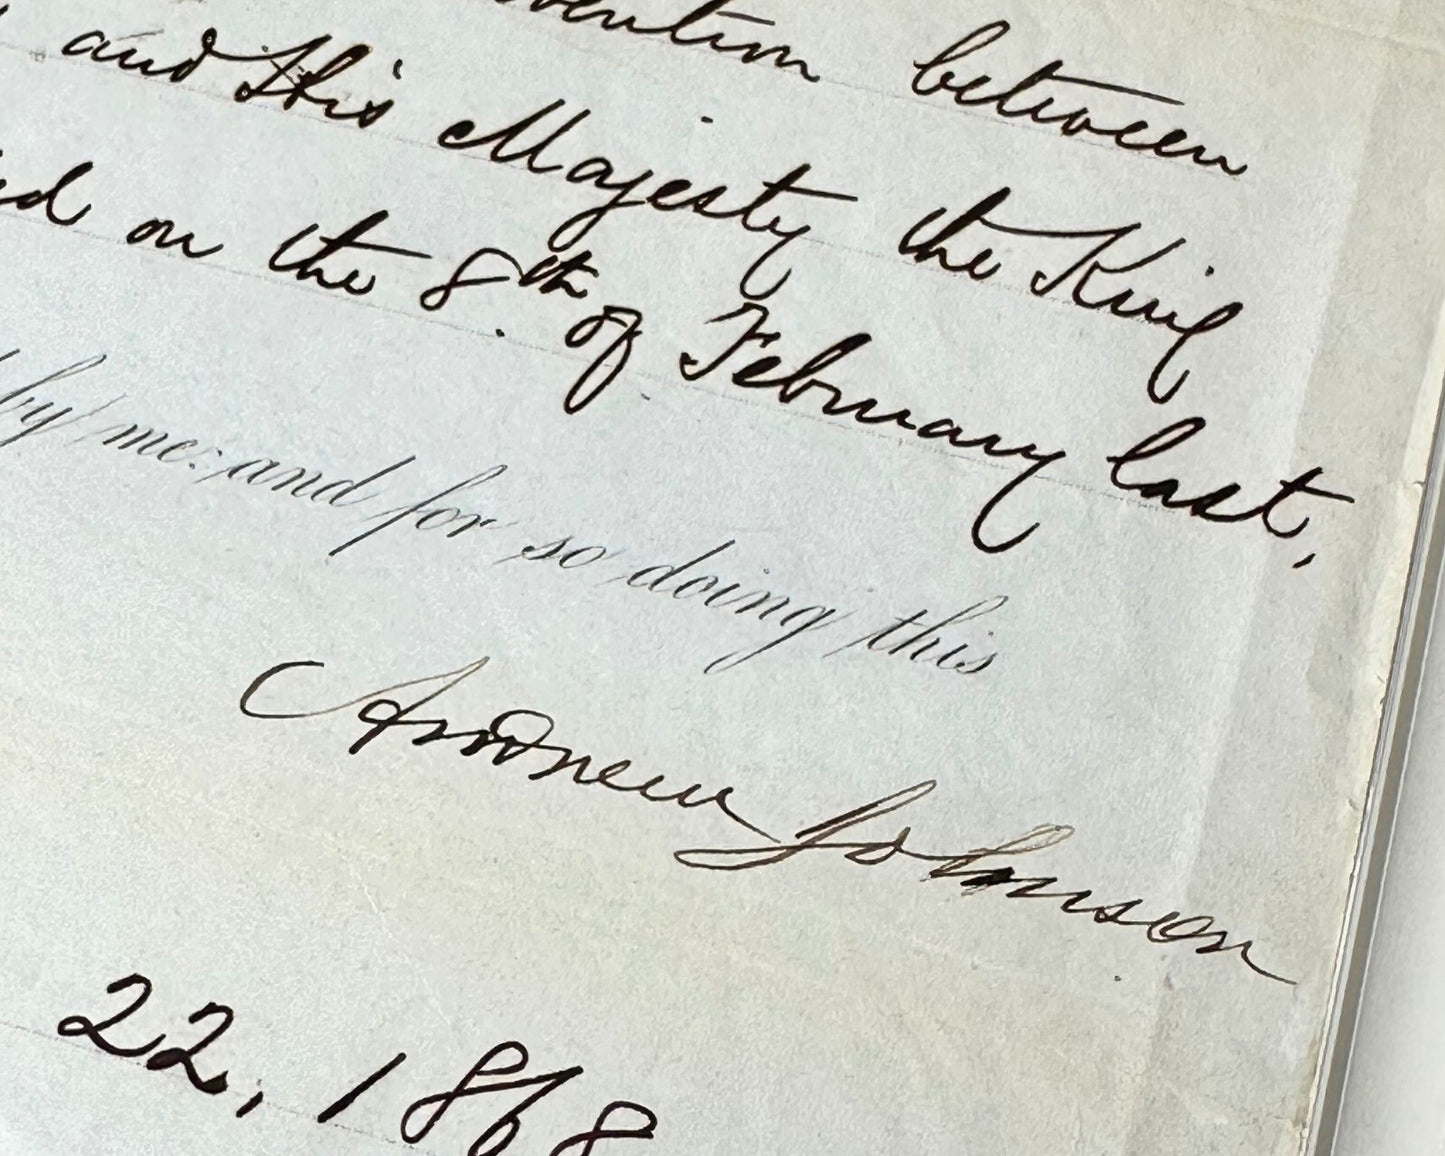 between
and His Majesty the King
on the 8th of February last,
by me: and for so doing this
Andrew Johnson
22, 1868